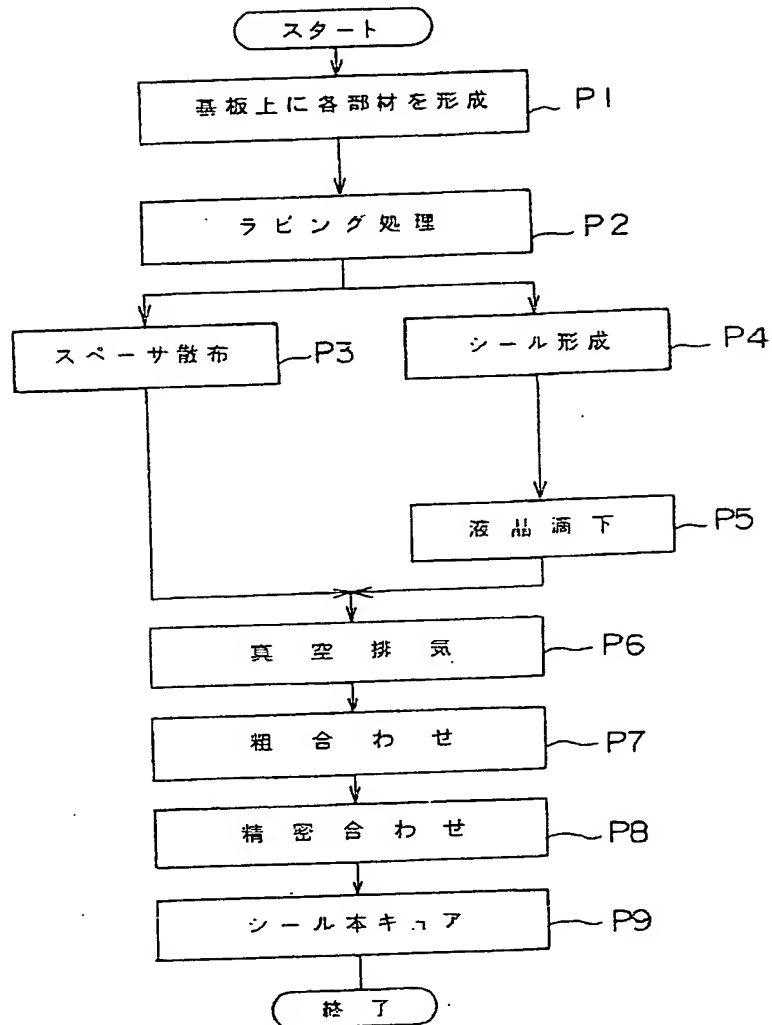 スタート
基板上に各部材を形成 P1
ラビング処理 P2
スペーサ散布 P3
シール形成 P4
液晶滴下 P5
真空排気 P6
粗合わせ P7
精密合わせ P8
シール本キュア P9
終了